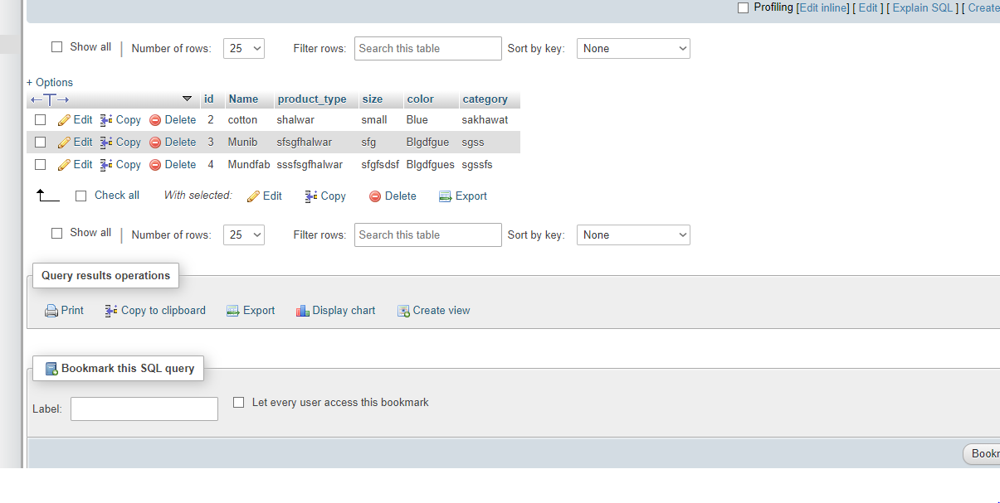 Profiling [Edit inline] [ Edit ] [ Explain SQL ] [ Create
Show all | Number of rows: 25 Filter rows: Search this table Sort by key: None
+ Options
←T→ id Name product_type size color category
Edit Copy Delete 2 cotton shalwar small Blue sakhawat
Edit Copy Delete 3 Munib sfsgfhalwar sfg Blgdfgue sgss
Edit Copy Delete 4 Mundfab sssfsgfhalwar sfgfsdsf Blgdfgues sgssfs
Check all With selected: Edit Copy Delete Export
Show all | Number of rows: 25 Filter rows: Search this table Sort by key: None
Query results operations
Print Copy to clipboard Export Display chart Create view
Bookmark this SQL query
Label: Let every user access this bookmark